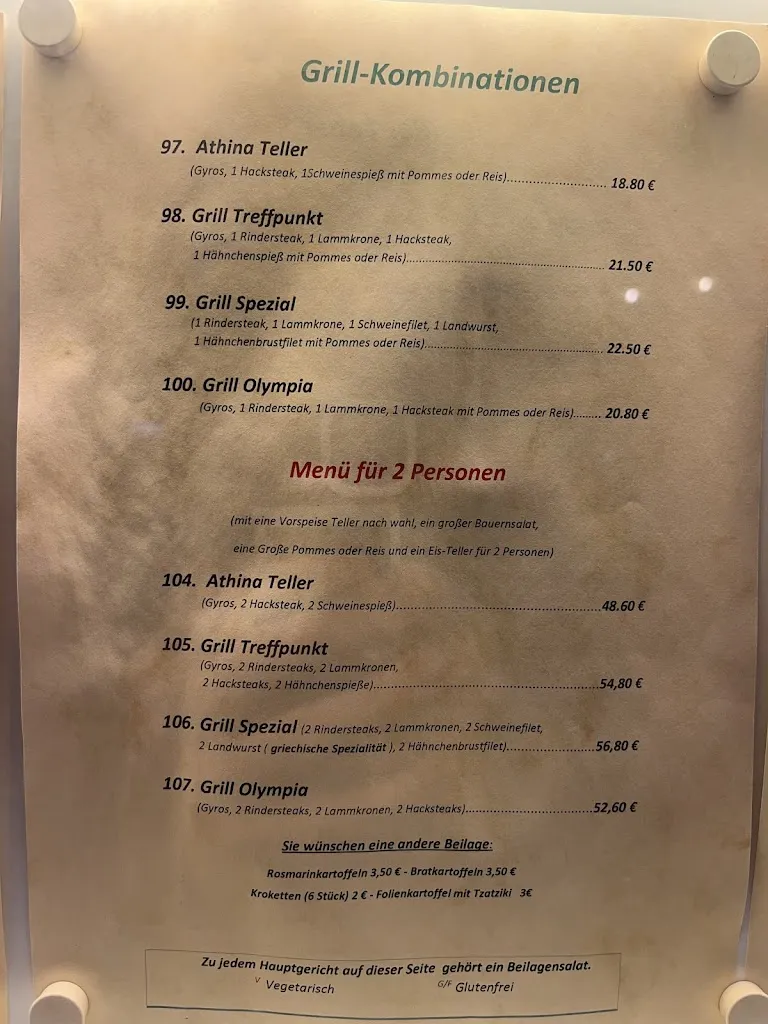 Grill-Kombinationen
97. Athina Teller
(Gyros, 1 Hacksteak, 1Schweinespieß mit Pommes oder Reis)............................ 18.80 €
98. Grill Treffpunkt
(Gyros, 1 Rindersteak, 1 Lammkrone, 1 Hacksteak,
1 Hähnchenspieß mit Pommes oder Reis)........................................................ 21.50 €
99. Grill Spezial
(1 Rindersteak, 1 Lammkrone, 1 Schweinefilet, 1 Landwurst,
1 Hähnchenbrustfilet mit Pommes oder Reis)................................................... 22.50 €
100. Grill Olympia
(Gyros, 1 Rindersteak, 1 Lammkrone, 1 Hacksteak mit Pommes oder Reis)........ 20.80 €
Menü für 2 Personen
(mit eine Vorspeise Teller nach wahl, ein großer Bauernsalat,
eine Große Pommes oder Reis und ein Eis-Teller für 2 Personen)
104. Athina Teller
(Gyros, 2 Hacksteak, 2 Schweinespieß)..........................................................48.60 €
105. Grill Treffpunkt
(Gyros, 2 Rindersteaks, 2 Lammkronen,
2 Hacksteaks, 2 Hähnchenspieße)................................................................54,80 €
106. Grill Spezial (2 Rindersteaks, 2 Lammkronen, 2 Schweinefilet,
2 Landwurst ( griechische Spezialität ), 2 Hähnchenbrustfilet)........................56,80 €
107. Grill Olympia
(Gyros, 2 Rindersteaks, 2 Lammkronen, 2 Hacksteaks)....................................52,60 €
Sie wünschen eine andere Beilage:
Rosmarinkartoffeln 3,50 € - Bratkartoffeln 3,50 €
Kroketten (6 Stück) 2 € - Folienkartoffel mit Tzatziki 3€
Zu jedem Hauptgericht auf dieser Seite gehört ein Beilagensalat.
V Vegetarisch G/F Glutenfrei